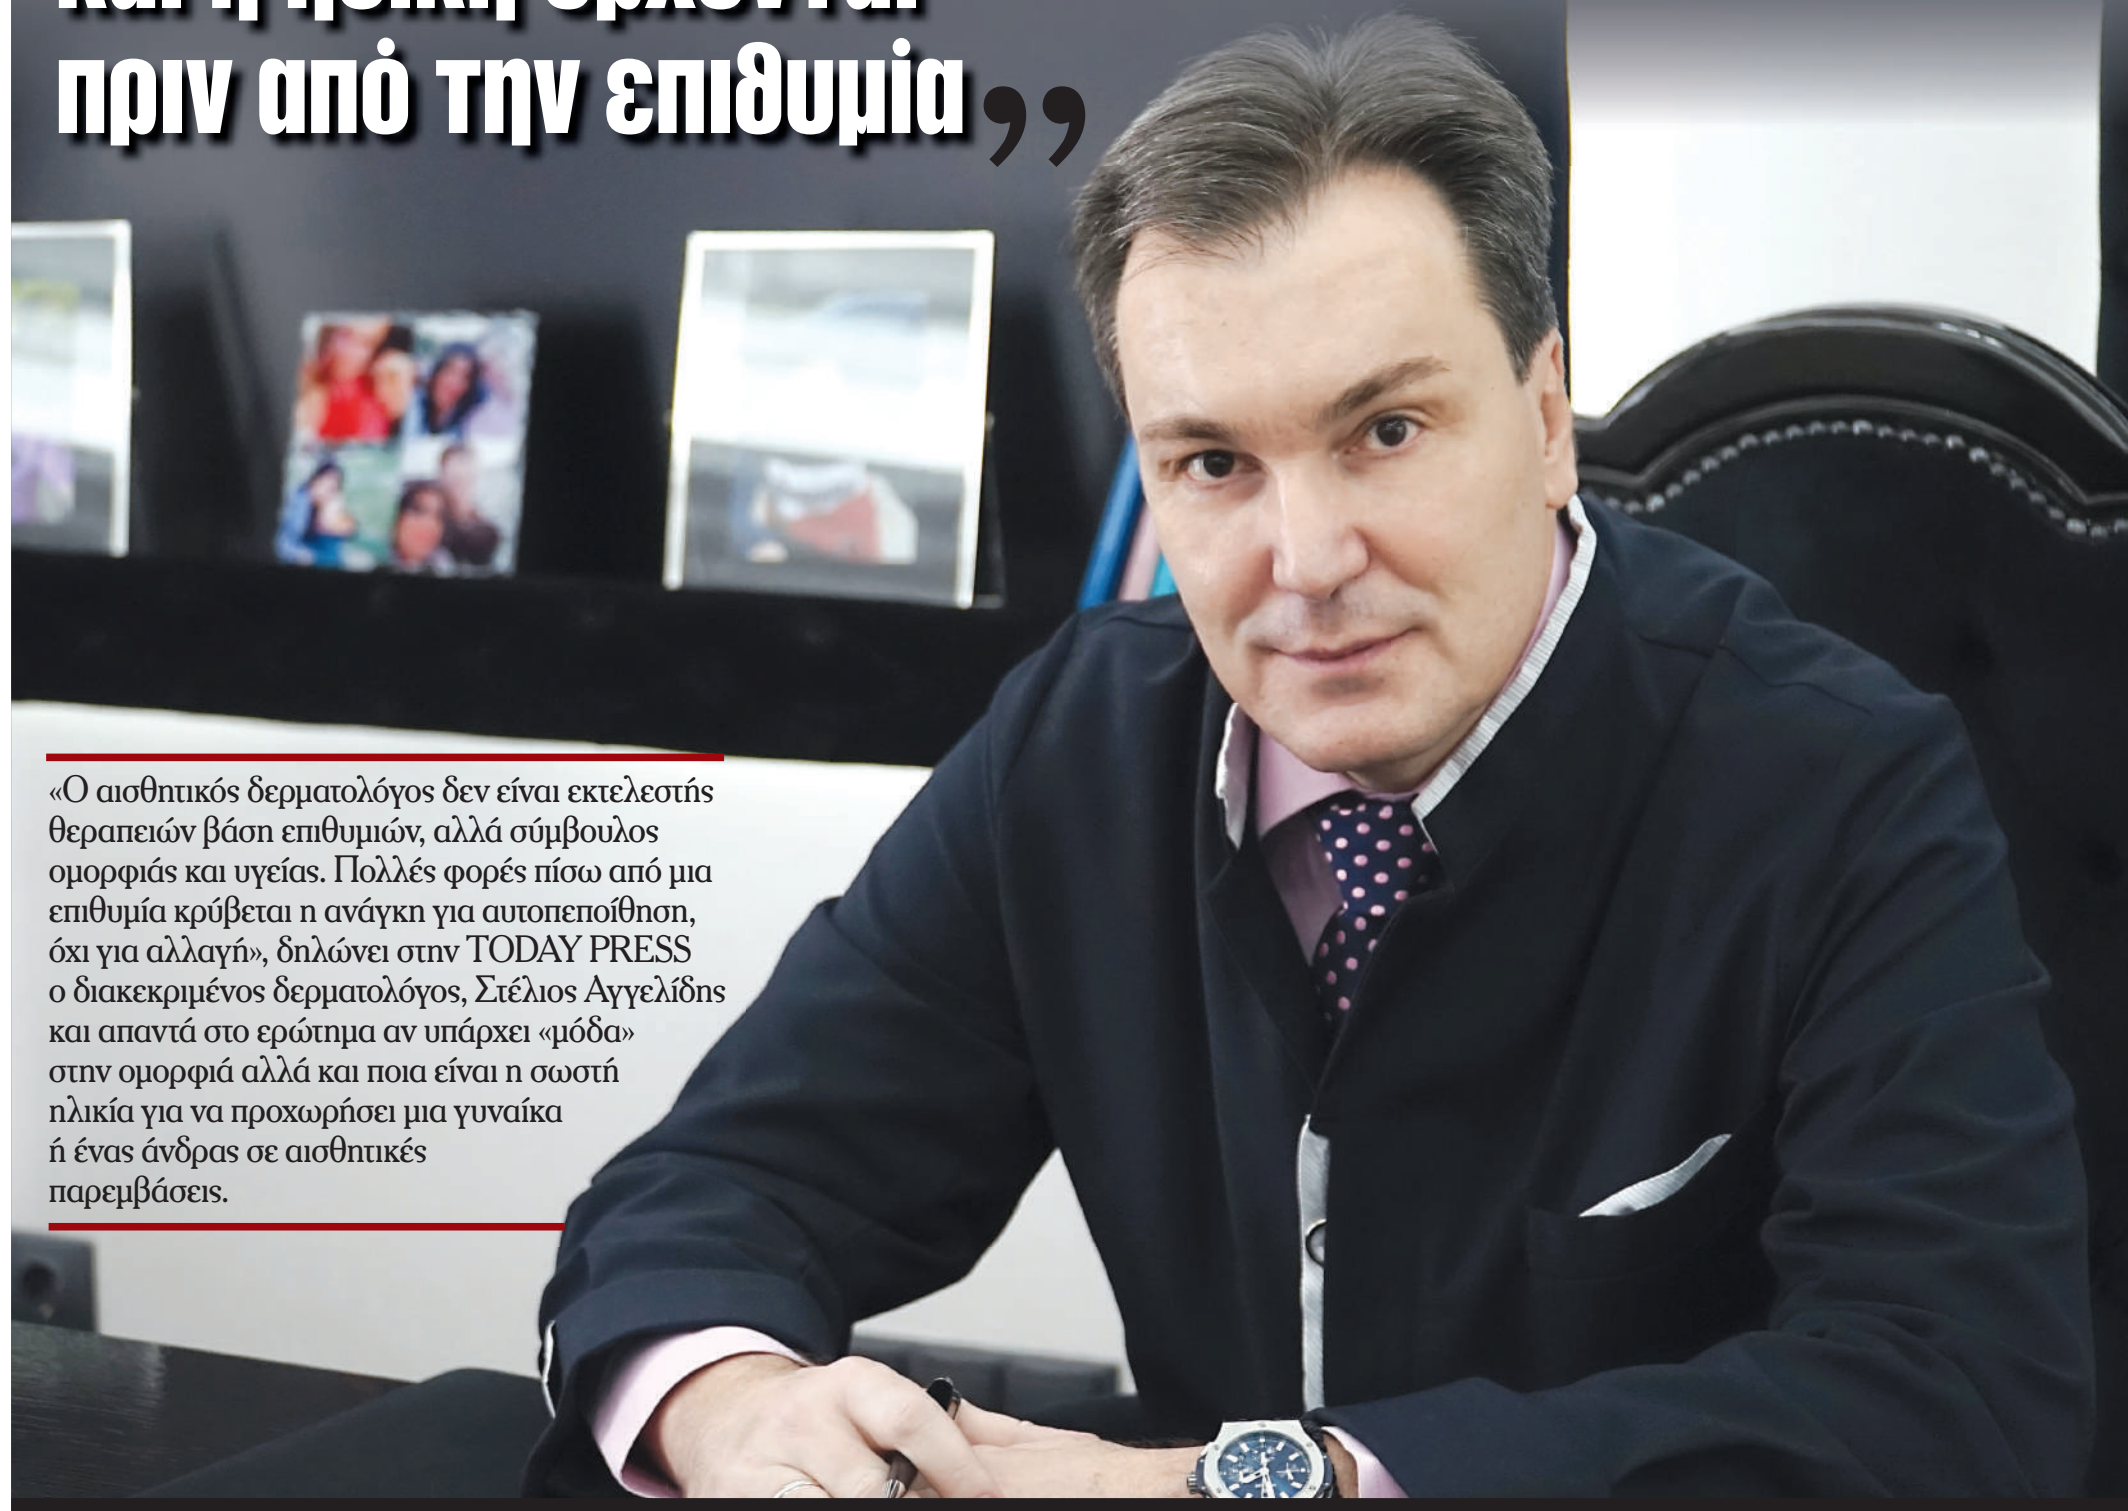 και η ηθική έρχονται
πριν από την επιθυμία”
«Ο αισθητικός δερματολόγος δεν είναι εκτελεστής
θεραπειών βάση επιθυμιών, αλλά σύμβουλος
ομορφιάς και υγείας. Πολλές φορές πίσω από μια
επιθυμία κρύβεται η ανάγκη για αυτοπεποίθηση,
όχι για αλλαγή», δηλώνει στην TODAY PRESS
ο διακεκριμένος δερματολόγος, Στέλιος Αγγελίδης
και απαντά στο ερώτημα αν υπάρχει «μόδα»
στην ομορφιά αλλά και ποια είναι η σωστή
ηλικία για να προχωρήσει μια γυναίκα
ή ένας άνδρας σε αισθητικές
παρεμβάσεις.